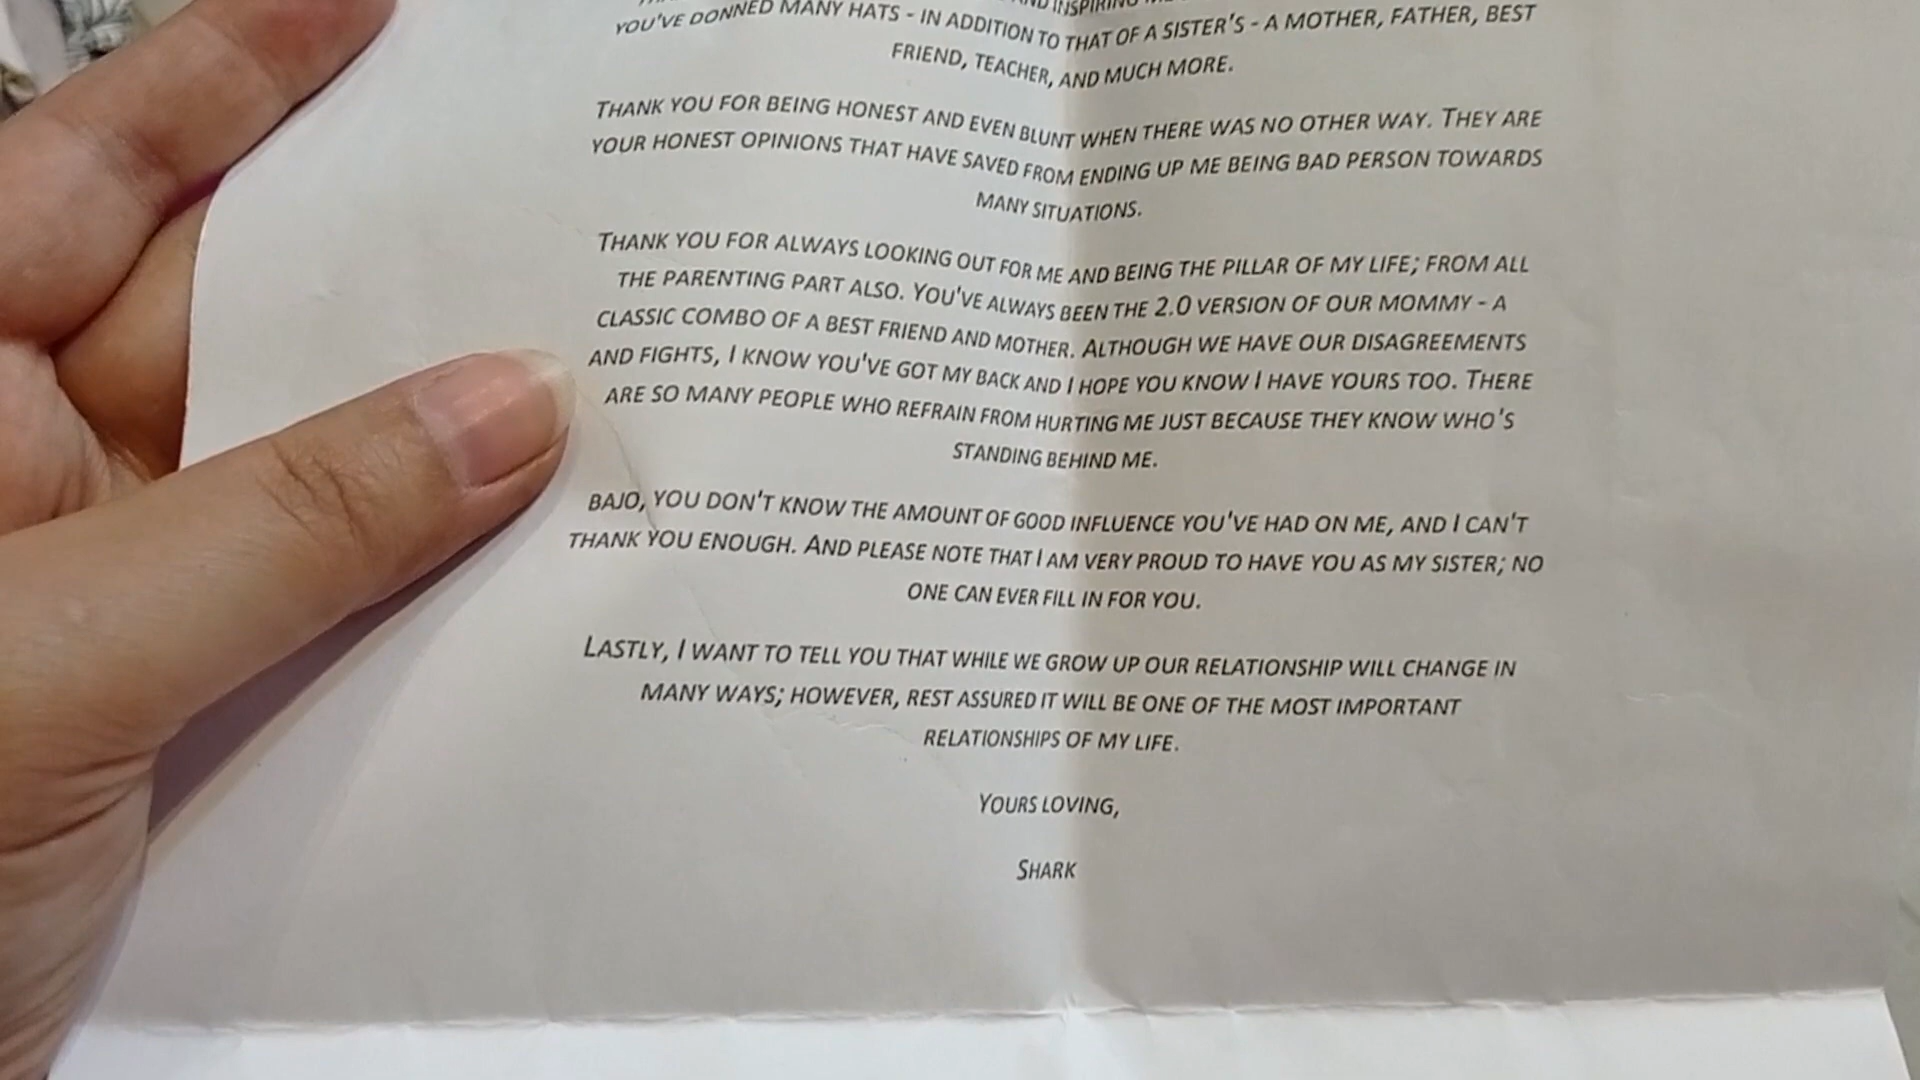 AND INSPIRING
YOU'VE DONNED MANY HATS - IN ADDITION TO THAT OF A SISTER'S - A MOTHER, FATHER, BEST
FRIEND, TEACHER, AND MUCH MORE.
THANK YOU FOR BEING HONEST AND EVEN BLUNT WHEN THERE WAS NO OTHER WAY. THEY ARE
YOUR HONEST OPINIONS THAT HAVE SAVED FROM ENDING UP ME BEING BAD PERSON TOWARDS
MANY SITUATIONS.
THANK YOU FOR ALWAYS LOOKING OUT FOR ME AND BEING THE PILLAR OF MY LIFE; FROM ALL
THE PARENTING PART ALSO. YOU'VE ALWAYS BEEN THE 2.0 VERSION OF OUR MOMMY - A
CLASSIC COMBO OF A BEST FRIEND AND MOTHER. ALTHOUGH WE HAVE OUR DISAGREEMENTS
AND FIGHTS, I KNOW YOU'VE GOT MY BACK AND I HOPE YOU KNOW I HAVE YOURS TOO. THERE
ARE SO MANY PEOPLE WHO REFRAIN FROM HURTING ME JUST BECAUSE THEY KNOW WHO'S
STANDING BEHIND ME.
BAJO, YOU DON'T KNOW THE AMOUNT OF GOOD INFLUENCE YOU'VE HAD ON ME, AND I CAN'T
THANK YOU ENOUGH. AND PLEASE NOTE THAT I AM VERY PROUD TO HAVE YOU AS MY SISTER; NO
ONE CAN EVER FILL IN FOR YOU.
LASTLY, I WANT TO TELL YOU THAT WHILE WE GROW UP OUR RELATIONSHIP WILL CHANGE IN
MANY WAYS; HOWEVER, REST ASSURED IT WILL BE ONE OF THE MOST IMPORTANT
RELATIONSHIPS OF MY LIFE.
YOURS LOVING,
SHARK